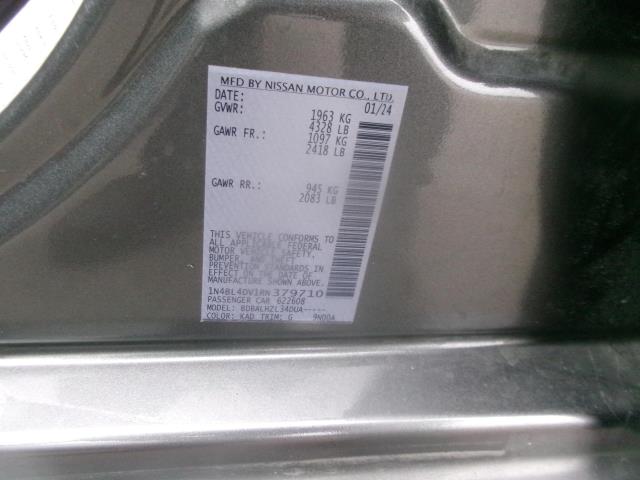 MFD BY NISSAN MOTOR CO., LTD.
DATE: 01/24
GVWR: 1963 KG
4328 LB
GAWR FR.: 1097 KG
2418 LB
GAWR RR.: 945 KG
2083 LB
THIS VEHICLE CONFORMS TO
ALL APPLICABLE FEDERAL
MOTOR VEHICLE SAFETY,
BUMPER, AND THEFT
PREVENTION STANDARDS IN
EFFECT ON THE DATE OF
MANUFACTURE SHOWN ABOVE.
1N4BL4DV1RN379710
PASSENGER CAR 622608
MODEL: BDBALHZL34DUA-----
COLOR: KAD TRIM: G 9N00A